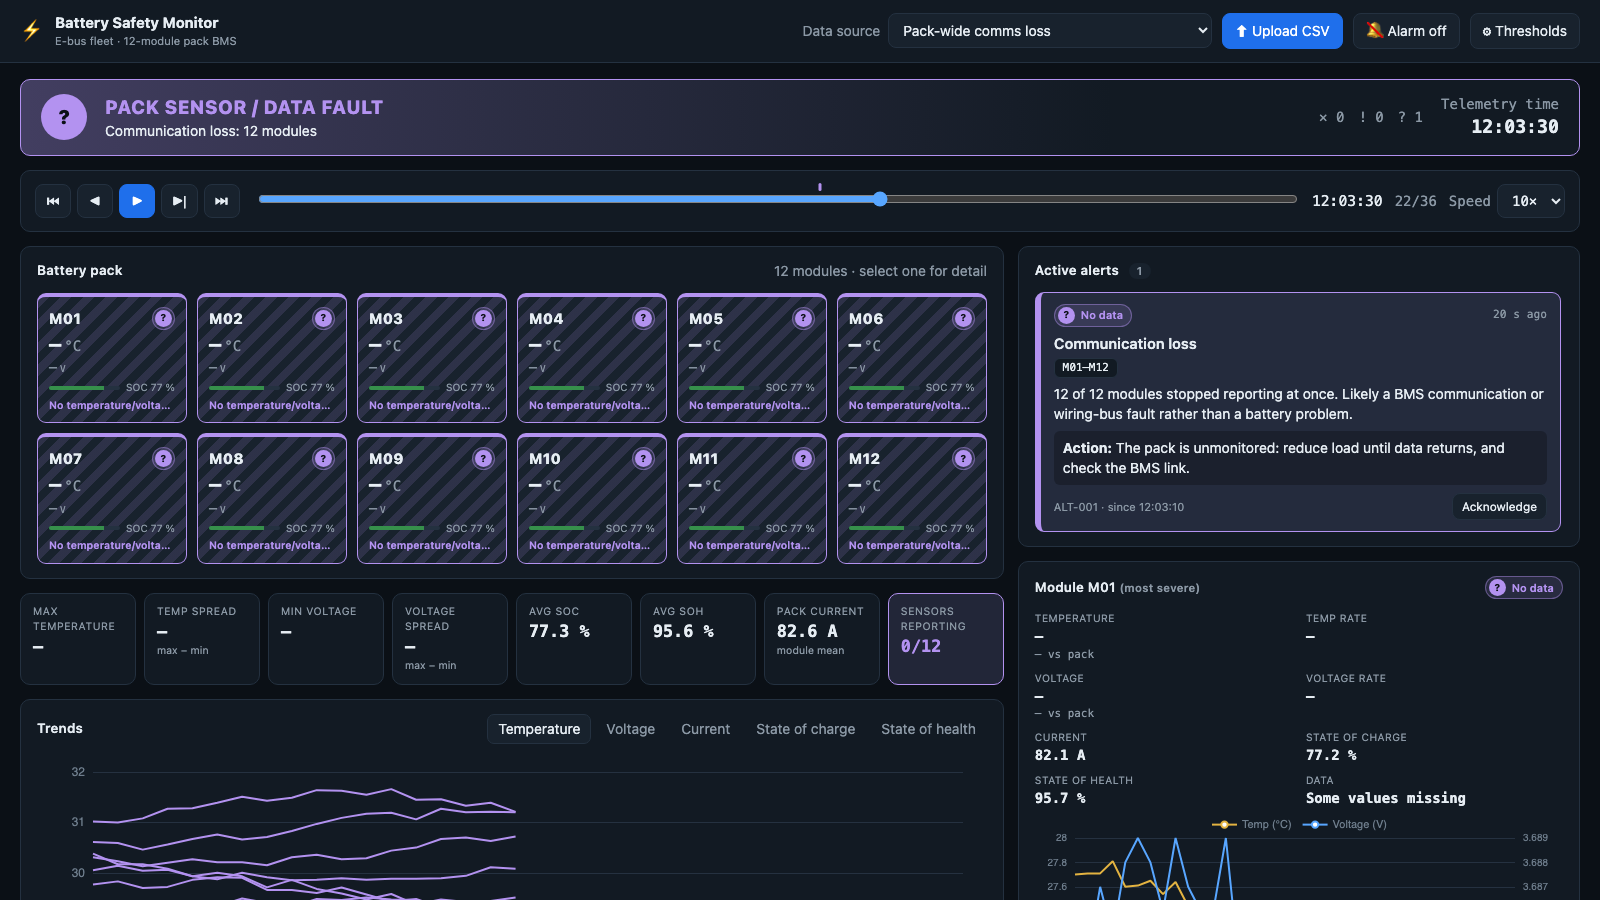 Battery Safety Monitor
E-bus fleet · 12-module pack BMS
Data source
Pack-wide comms loss
Upload CSV
Alarm off
Thresholds
?
PACK SENSOR / DATA FAULT
Communication loss: 12 modules
× 0 ! 0 ? 1
Telemetry time
12:03:30
12:03:30 22/36 Speed 10×
Battery pack
12 modules · select one for detail
M01 ? M02 ? M03 ? M04 ? M05 ? M06 ?
– °C – °C – °C – °C – °C – °C
– V – V – V – V – V – V
SOC 77 % SOC 77 % SOC 77 % SOC 77 % SOC 77 % SOC 77 %
No temperature/volta... No temperature/volta... No temperature/volta... No temperature/volta... No temperature/volta... No temperature/volta...
M07 ? M08 ? M09 ? M10 ? M11 ? M12 ?
– °C – °C – °C – °C – °C – °C
– V – V – V – V – V – V
SOC 77 % SOC 77 % SOC 77 % SOC 77 % SOC 77 % SOC 77 %
No temperature/volta... No temperature/volta... No temperature/volta... No temperature/volta... No temperature/volta... No temperature/volta...
MAX
TEMPERATURE
–
TEMP SPREAD
–
max – min
MIN VOLTAGE
–
VOLTAGE
SPREAD
–
max – min
AVG SOC
77.3 %
AVG SOH
95.6 %
PACK CURRENT
82.6 A
module mean
SENSORS
REPORTING
0/12
Trends
Temperature Voltage Current State of charge State of health
32
31
30
Active alerts 1
? No data
20 s ago
Communication loss
M01–M12
12 of 12 modules stopped reporting at once. Likely a BMS communication or
wiring-bus fault rather than a battery problem.
Action: The pack is unmonitored: reduce load until data returns, and
check the BMS link.
ALT-001 · since 12:03:10
Acknowledge
Module M01 (most severe)
? No data
TEMPERATURE
–
– vs pack
TEMP RATE
–
VOLTAGE
–
– vs pack
VOLTAGE RATE
–
CURRENT
82.1 A
STATE OF CHARGE
77.2 %
STATE OF HEALTH
95.7 %
DATA
Some values missing
Temp (°C) Voltage (V)
28 3.689
27.8 3.688
27.6 3.687